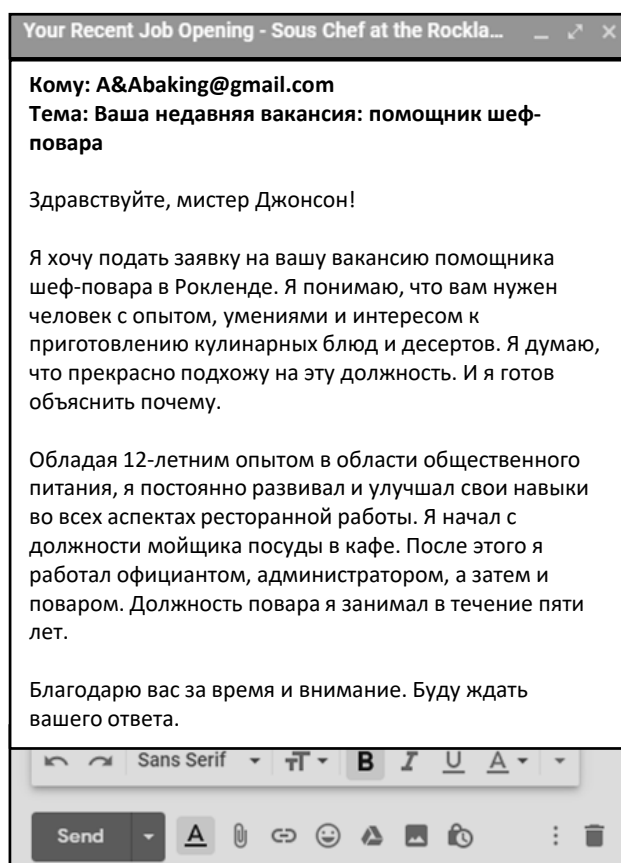 Your Recent Job Opening - Sous Chef at the Rockla...
Кому: A&Abaking@gmail.com
Тема: Ваша недавняя вакансия: помощник шеф-
повара
Здравствуйте, мистер Джонсон!
Я хочу подать заявку на вашу вакансию помощника
шеф-повара в Рокленде. Я понимаю, что вам нужен
человек с опытом, умениями и интересом к
приготовлению кулинарных блюд и десертов. Я думаю,
что прекрасно подхожу на эту должность. И я готов
объяснить почему.
Обладая 12-летним опытом в области общественного
питания, я постоянно развивал и улучшал свои навыки
во всех аспектах ресторанной работы. Я начал с
должности мойщика посуды в кафе. После этого я
работал официантом, администратором, а затем и
поваром. Должность повара я занимал в течение пяти
лет.
Благодарю вас за время и внимание. Буду ждать
вашего ответа.
Sans Serif B I U A
Send A